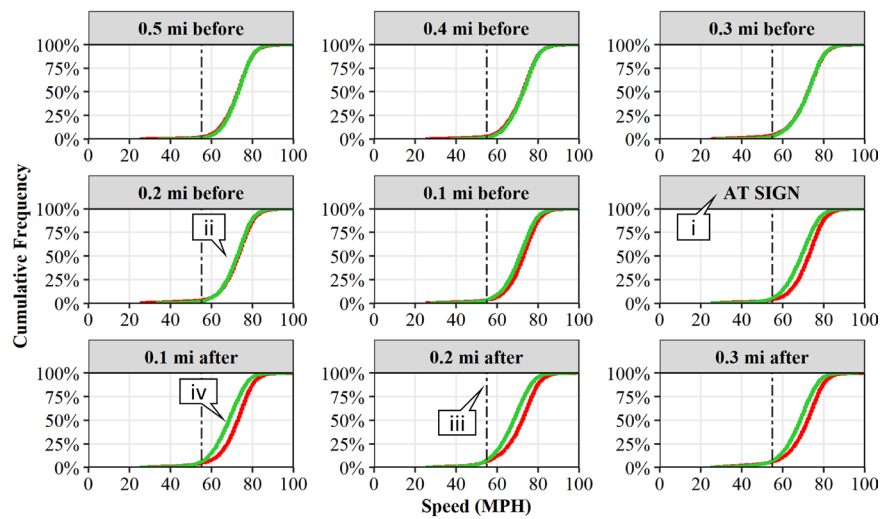 0.5 mi before
0.4 mi before
0.3 mi before
100%
75%
50%
25%
0%
0 20 40 60 80 100
100%
75%
50%
25%
0%
0 20 40 60 80 100
100%
75%
50%
25%
0%
0 20 40 60 80 100
Cumulative Frequency
0.2 mi before
0.1 mi before
AT SIGN
100%
75%
50%
25%
0%
0 20 40 60 80 100
ii
100%
75%
50%
25%
0%
0 20 40 60 80 100
100%
75%
50%
25%
0%
0 20 40 60 80 100
i
0.1 mi after
0.2 mi after
0.3 mi after
100%
75%
50%
25%
0%
0 20 40 60 80 100
iv
100%
75%
50%
25%
0%
0 20 40 60 80 100
iii
100%
75%
50%
25%
0%
0 20 40 60 80 100
Speed (MPH)